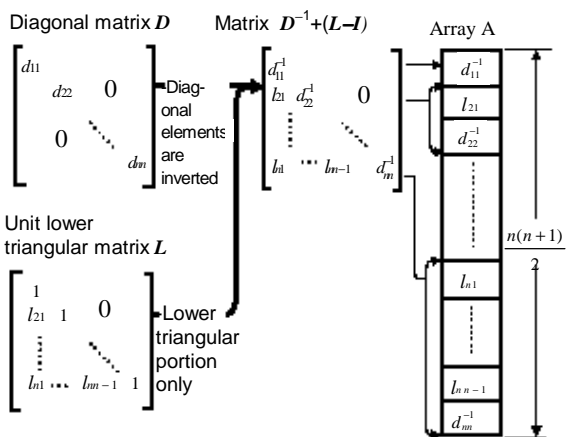 Diagonal matrix D
d11
d22 0
0
dnn
Diag-
onal
elements
are
inverted
Matrix D⁻¹+(L−I)
d11⁻¹
l21 d22⁻¹ 0
ln1 lnn−1 dnn⁻¹
Array A
d11⁻¹
l21
d22⁻¹
ln1
lnn−1
dnn⁻¹
n(n+1)
2
Unit lower
triangular matrix L
1
l21 1 0
ln1 lnn−1 1
Lower
triangular
portion
only